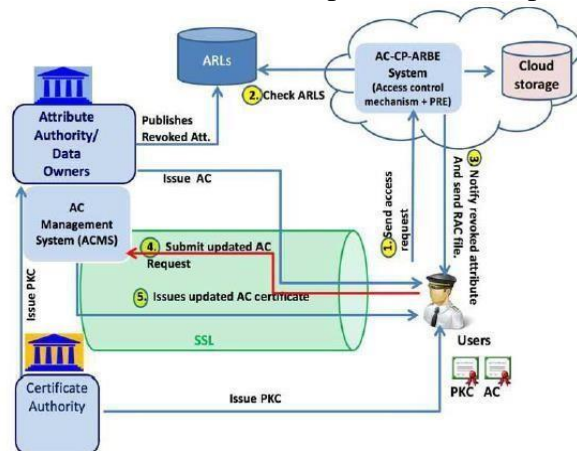 ARLs
AC-CP-ARBE
System
(Access control
mechanism + PRE)
Cloud
storage
2. Check ARLS
Attribute
Authority/
Data
Owners
Publishes
Revoked Att.
Issue AC
1. Send access
request
3 Notify revoked attribute
And send RAC file.
AC
Management
System (ACMS)
4. Submit updated AC
Request
5. Issues updated AC certificate
SSL
Users
PKC AC
Issue PKC
Certificate
Authority
Issue PKC